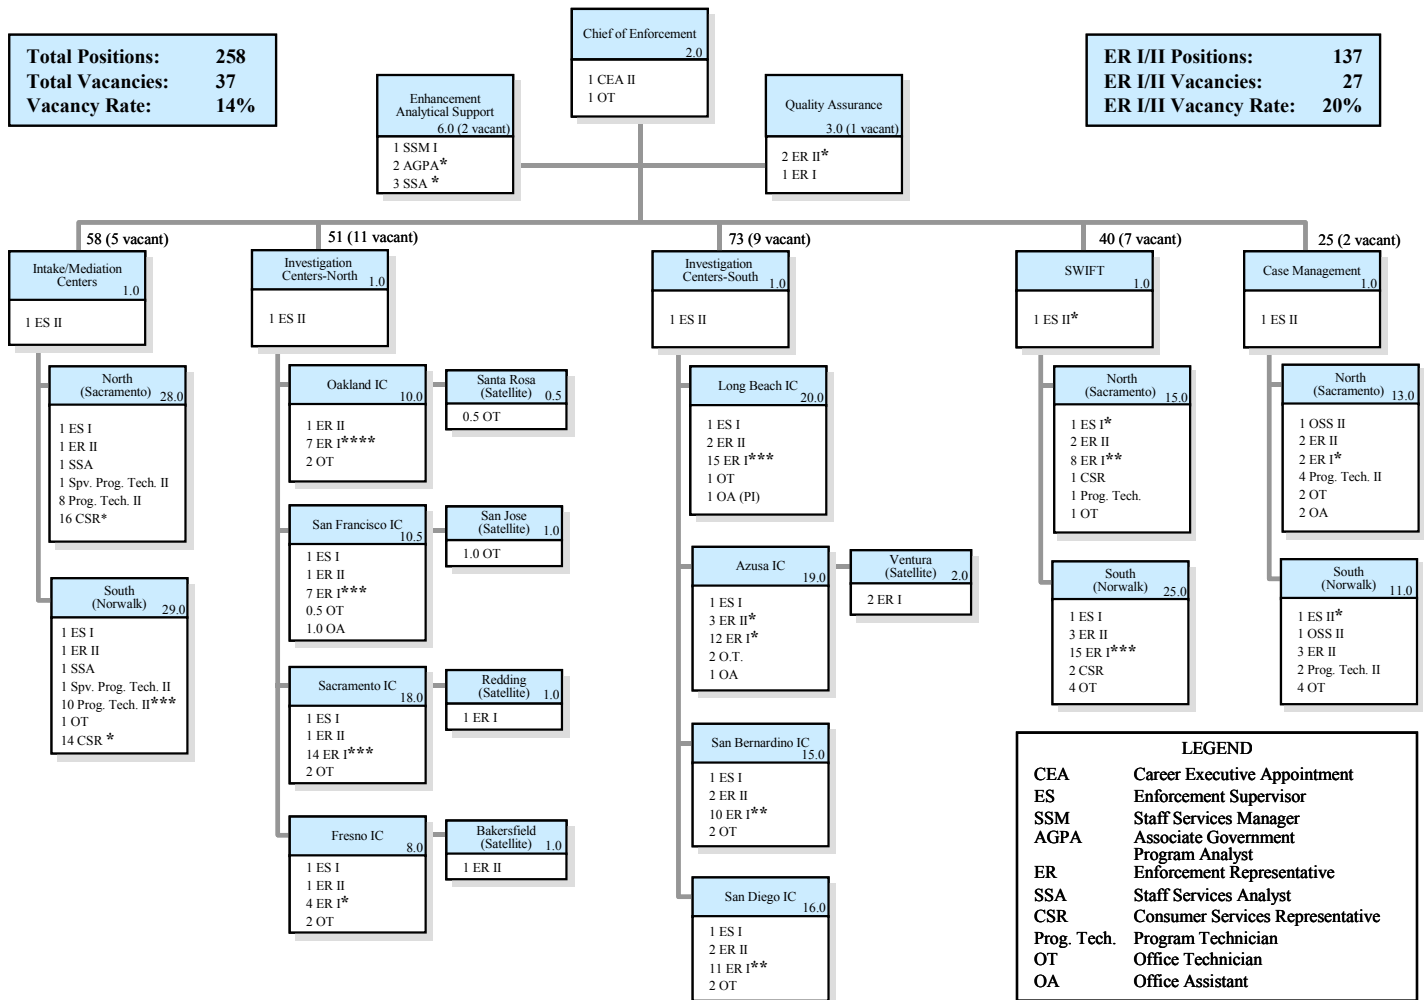 Total Positions: 258
Total Vacancies: 37
Vacancy Rate: 14%
Chief of Enforcement
2.0
1 CEA II
1 OT
ER I/II Positions: 137
ER I/II Vacancies: 27
ER I/II Vacancy Rate: 20%
Enhancement
Analytical Support
6.0 (2 vacant)
1 SSM I
2 AGPA*
3 SSA *
Quality Assurance
3.0 (1 vacant)
2 ER II*
1 ER I
58 (5 vacant)
Intake/Mediation
Centers
1.0
1 ES II
North
(Sacramento) 28.0
1 ES I
1 ER II
1 SSA
1 Spv. Prog. Tech. II
8 Prog. Tech. II
16 CSR*
South
(Norwalk) 29.0
1 ES I
1 ER II
1 SSA
1 Spv. Prog. Tech. II
10 Prog. Tech. II***
1 OT
14 CSR *
51 (11 vacant)
Investigation
Centers-North 1.0
1 ES II
Oakland IC
10.0
1 ER II
7 ER I****
2 OT
Santa Rosa
(Satellite) 0.5
0.5 OT
San Francisco IC
10.5
1 ES I
1 ER II
7 ER I***
0.5 OT
1.0 OA
San Jose
(Satellite) 1.0
1.0 OT
Sacramento IC
18.0
1 ES I
1 ER II
14 ER I***
2 OT
Redding
(Satellite) 1.0
1 ER I
Fresno IC
8.0
1 ES I
1 ER II
4 ER I*
2 OT
Bakersfield
(Satellite) 1.0
1 ER II
73 (9 vacant)
Investigation
Centers-South 1.0
1 ES II
Long Beach IC
20.0
1 ES I
2 ER II
15 ER I***
1 OT
1 OA (PI)
Azusa IC
19.0
1 ES I
3 ER II*
12 ER I*
2 O.T.
1 OA
Ventura
(Satellite) 2.0
2 ER I
San Bernardino IC
15.0
1 ES I
2 ER II
10 ER I**
2 OT
San Diego IC
16.0
1 ES I
2 ER II
11 ER I**
2 OT
40 (7 vacant)
SWIFT
1.0
1 ES II*
North
(Sacramento)
15.0
1 ES I*
2 ER II
8 ER I**
1 CSR
1 Prog. Tech.
1 OT
South
(Norwalk)
25.0
1 ES I
3 ER II
15 ER I***
2 CSR
4 OT
25 (2 vacant)
Case Management
1.0
1 ES II
North
(Sacramento)
13.0
1 OSS II
2 ER II
2 ER I*
4 Prog. Tech. II
2 OT
2 OA
South
(Norwalk)
11.0
1 ES II*
1 OSS II
3 ER II
2 Prog. Tech. II
4 OT
LEGEND
CEA Career Executive Appointment
ES Enforcement Supervisor
SSM Staff Services Manager
AGPA Associate Government
Program Analyst
ER Enforcement Representative
SSA Staff Services Analyst
CSR Consumer Services Representative
Prog. Tech. Program Technician
OT Office Technician
OA Office Assistant